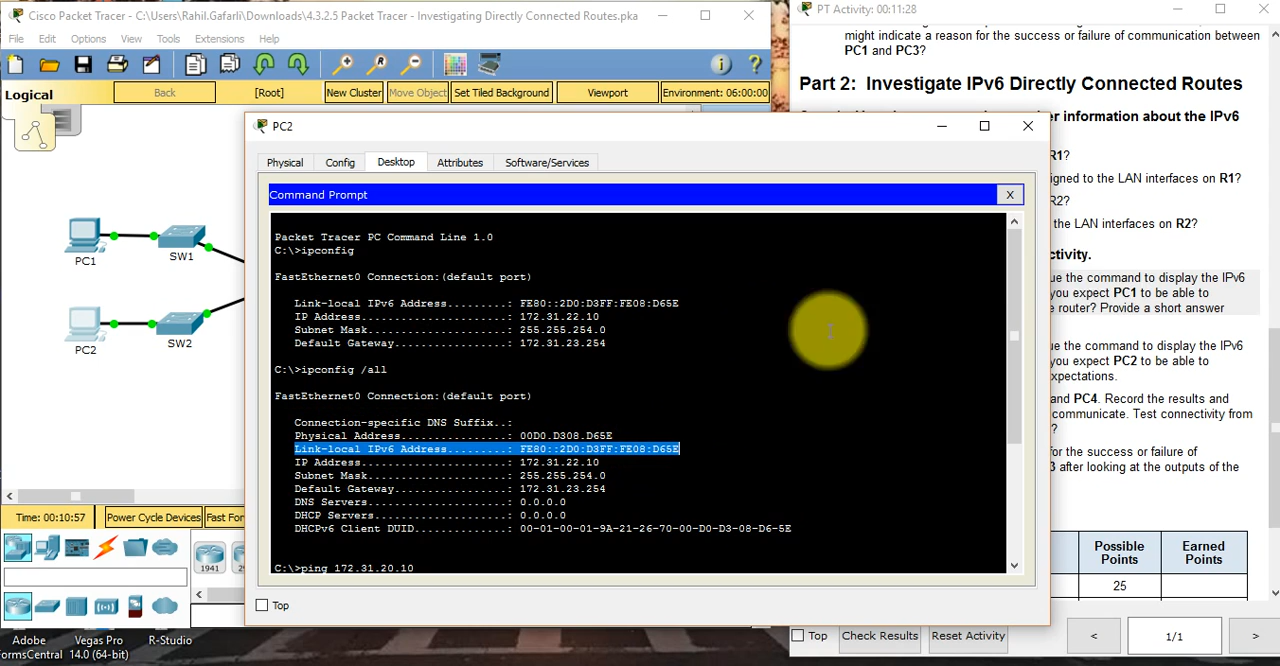 Cisco Packet Tracer - C:\Users\Rahil.Gafarli\Downloads\4.3.2.5 Packet Tracer - Investigating Directly Connected Routes.pka
File Edit Options View Tools Extensions Help
Logical
Back
[Root]
New Cluster
Move Object
Set Tiled Background
Viewport
Environment: 06:00:00
PC1
SW1
PC2
SW2
Time: 00:10:57
Power Cycle Devices
Fast For
1941
Adobe
FormsCentral
Vegas Pro
14.0 (64-bit)
R-Studio
PC2
Physical Config Desktop Attributes Software/Services
Command Prompt
X
Packet Tracer PC Command Line 1.0
C:\>ipconfig
FastEthernet0 Connection:(default port)
Link-local IPv6 Address.........: FE80::2D0:D3FF:FE08:D65E
IP Address......................: 172.31.22.10
Subnet Mask.....................: 255.255.254.0
Default Gateway.................: 172.31.23.254
C:\>ipconfig /all
FastEthernet0 Connection:(default port)
Connection-specific DNS Suffix..:
Physical Address................: 00D0.D308.D65E
Link-local IPv6 Address.........: FE80::2D0:D3FF:FE08:D65E
IP Address......................: 172.31.22.10
Subnet Mask.....................: 255.255.254.0
Default Gateway.................: 172.31.23.254
DNS Servers.....................: 0.0.0.0
DHCP Servers....................: 0.0.0.0
DHCPv6 Client DUID..............: 00-01-00-01-9A-21-26-70-00-D0-D3-08-D6-5E
C:\>ping 172.31.20.10
Top
PT Activity: 00:11:28
might indicate a reason for the success or failure of communication between
PC1 and PC3?
Part 2: Investigate IPv6 Directly Connected Routes
er information about the IPv6
R1?
igned to the LAN interfaces on R1?
R2?
the LAN interfaces on R2?
ctivity.
ue the command to display the IPv6
you expect PC1 to be able to
e router? Provide a short answer
ue the command to display the IPv6
you expect PC2 to be able to
xpectations.
and PC4. Record the results and
communicate. Test connectivity from
?
for the success or failure of
3 after looking at the outputs of the
Possible
Points
Earned
Points
25
Top
Check Results
Reset Activity
<
1/1
>